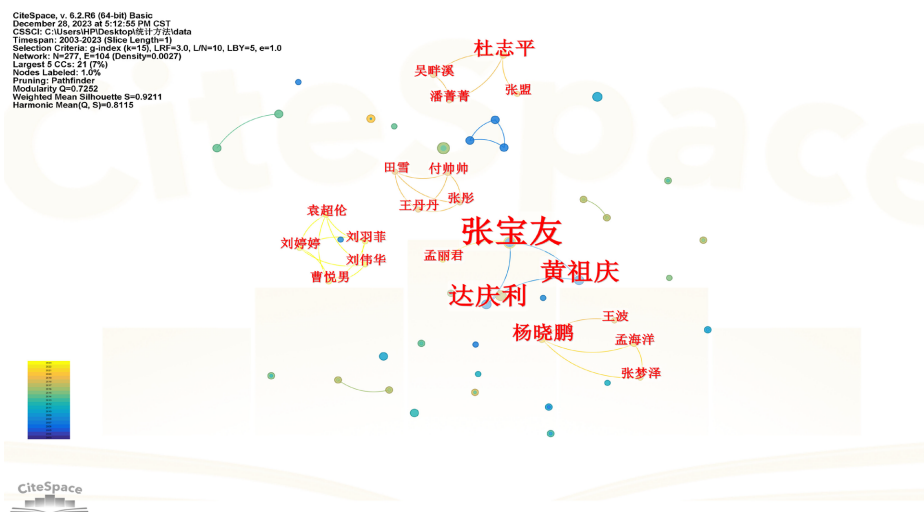 CiteSpace, v. 6.2.R6 (64-bit) Basic
December 28, 2023 at 5:12:55 PM CST
CSSCI: C:\Users\HP\Desktop\统计方法\data
Timespan: 2003-2023 (Slice Length=1)
Selection Criteria: g-index (k=15), LRF=3.0, L/N=10, LBY=5, e=1.0
Network: N=277, E=104 (Density=0.0027)
Largest 5 CCs: 21 (7%)
Nodes Labeled: 1.0%
Pruning: Pathfinder
Modularity Q=0.7252
Weighted Mean Silhouette S=0.9211
Harmonic Mean(Q, S)=0.8115
杜志平
吴畔溪
张盟
潘菁菁
田雪
付帅帅
张彤
王丹丹
袁超伦
刘羽菲
刘婷婷
刘伟华
曹悦男
张宝友
孟丽君
黄祖庆
达庆利
杨晓鹏
王波
孟海洋
张梦泽
CiteSpace
CiteSpace